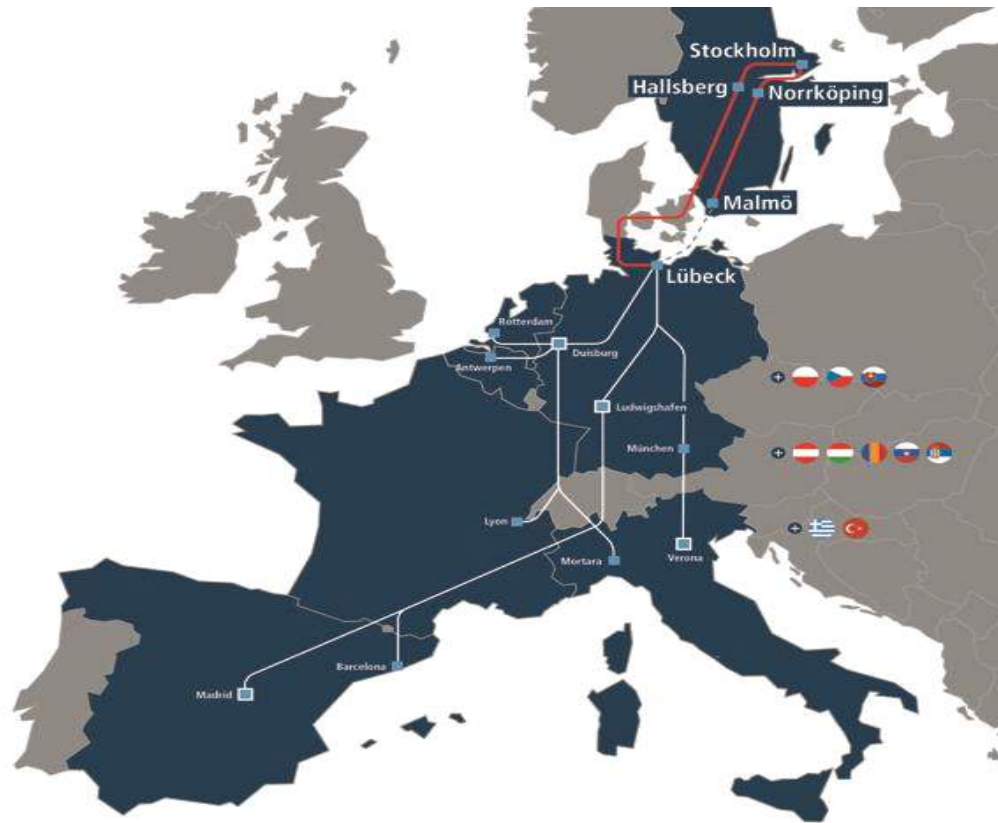 Stockholm
Hallsberg
Norrköping
Malmö
Lübeck
Rotterdam
Duisburg
Antwerpen
Ludwigshafen
München
Lyon
Mortara
Verona
Barcelona
Madrid